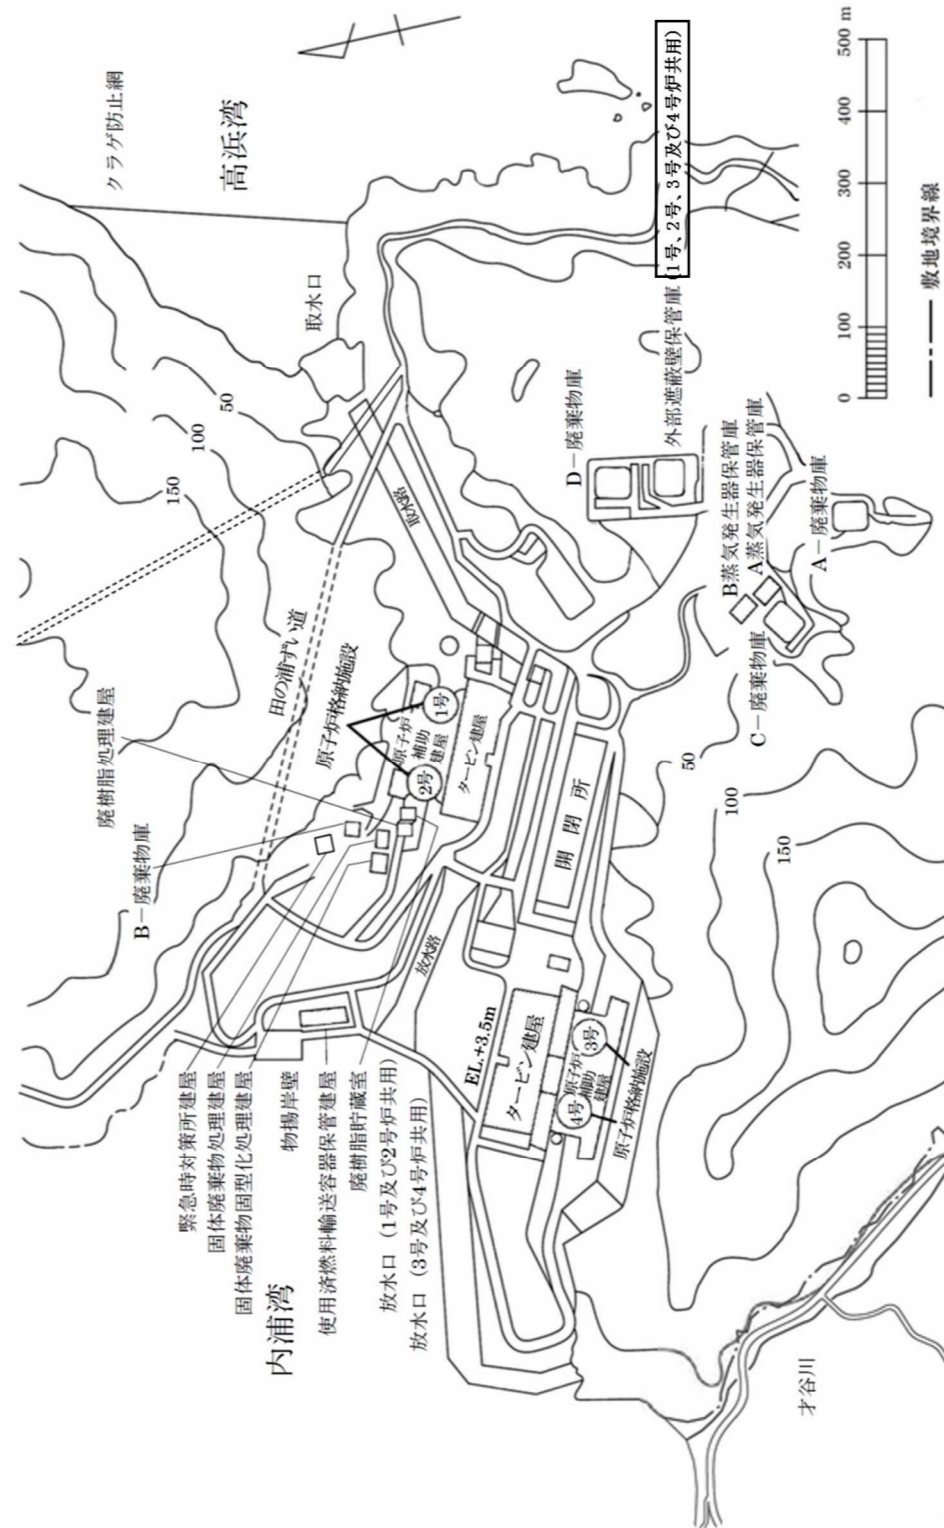 クラゲ防止網
高浜湾
取水口
50
100
150
田の浦ずい道
取水路
廃樹脂処理建屋
B－廃棄物庫
原子炉格納施設
原子炉
補助
建屋
1号
2号
タービン建屋
開閉所
放水路
EL.+3.5m
タービン建屋
原子炉
補助
建屋
3号
4号
原子炉格納施設
緊急時対策所建屋
固体廃棄物処理建屋
固体廃棄物固型化処理建屋
物揚岸壁
使用済燃料輸送容器保管建屋
廃樹脂貯蔵室
放水口（1号及び2号炉共用）
放水口（3号及び4号炉共用）
内浦湾
D－廃棄物庫
外部遮蔽壁保管庫（1号、2号、3号及び4号炉共用）
B蒸気発生器保管庫
A蒸気発生器保管庫
A－廃棄物庫
C－廃棄物庫
50
100
150
才谷川
0 100 200 300 400 500 m
敷地境界線